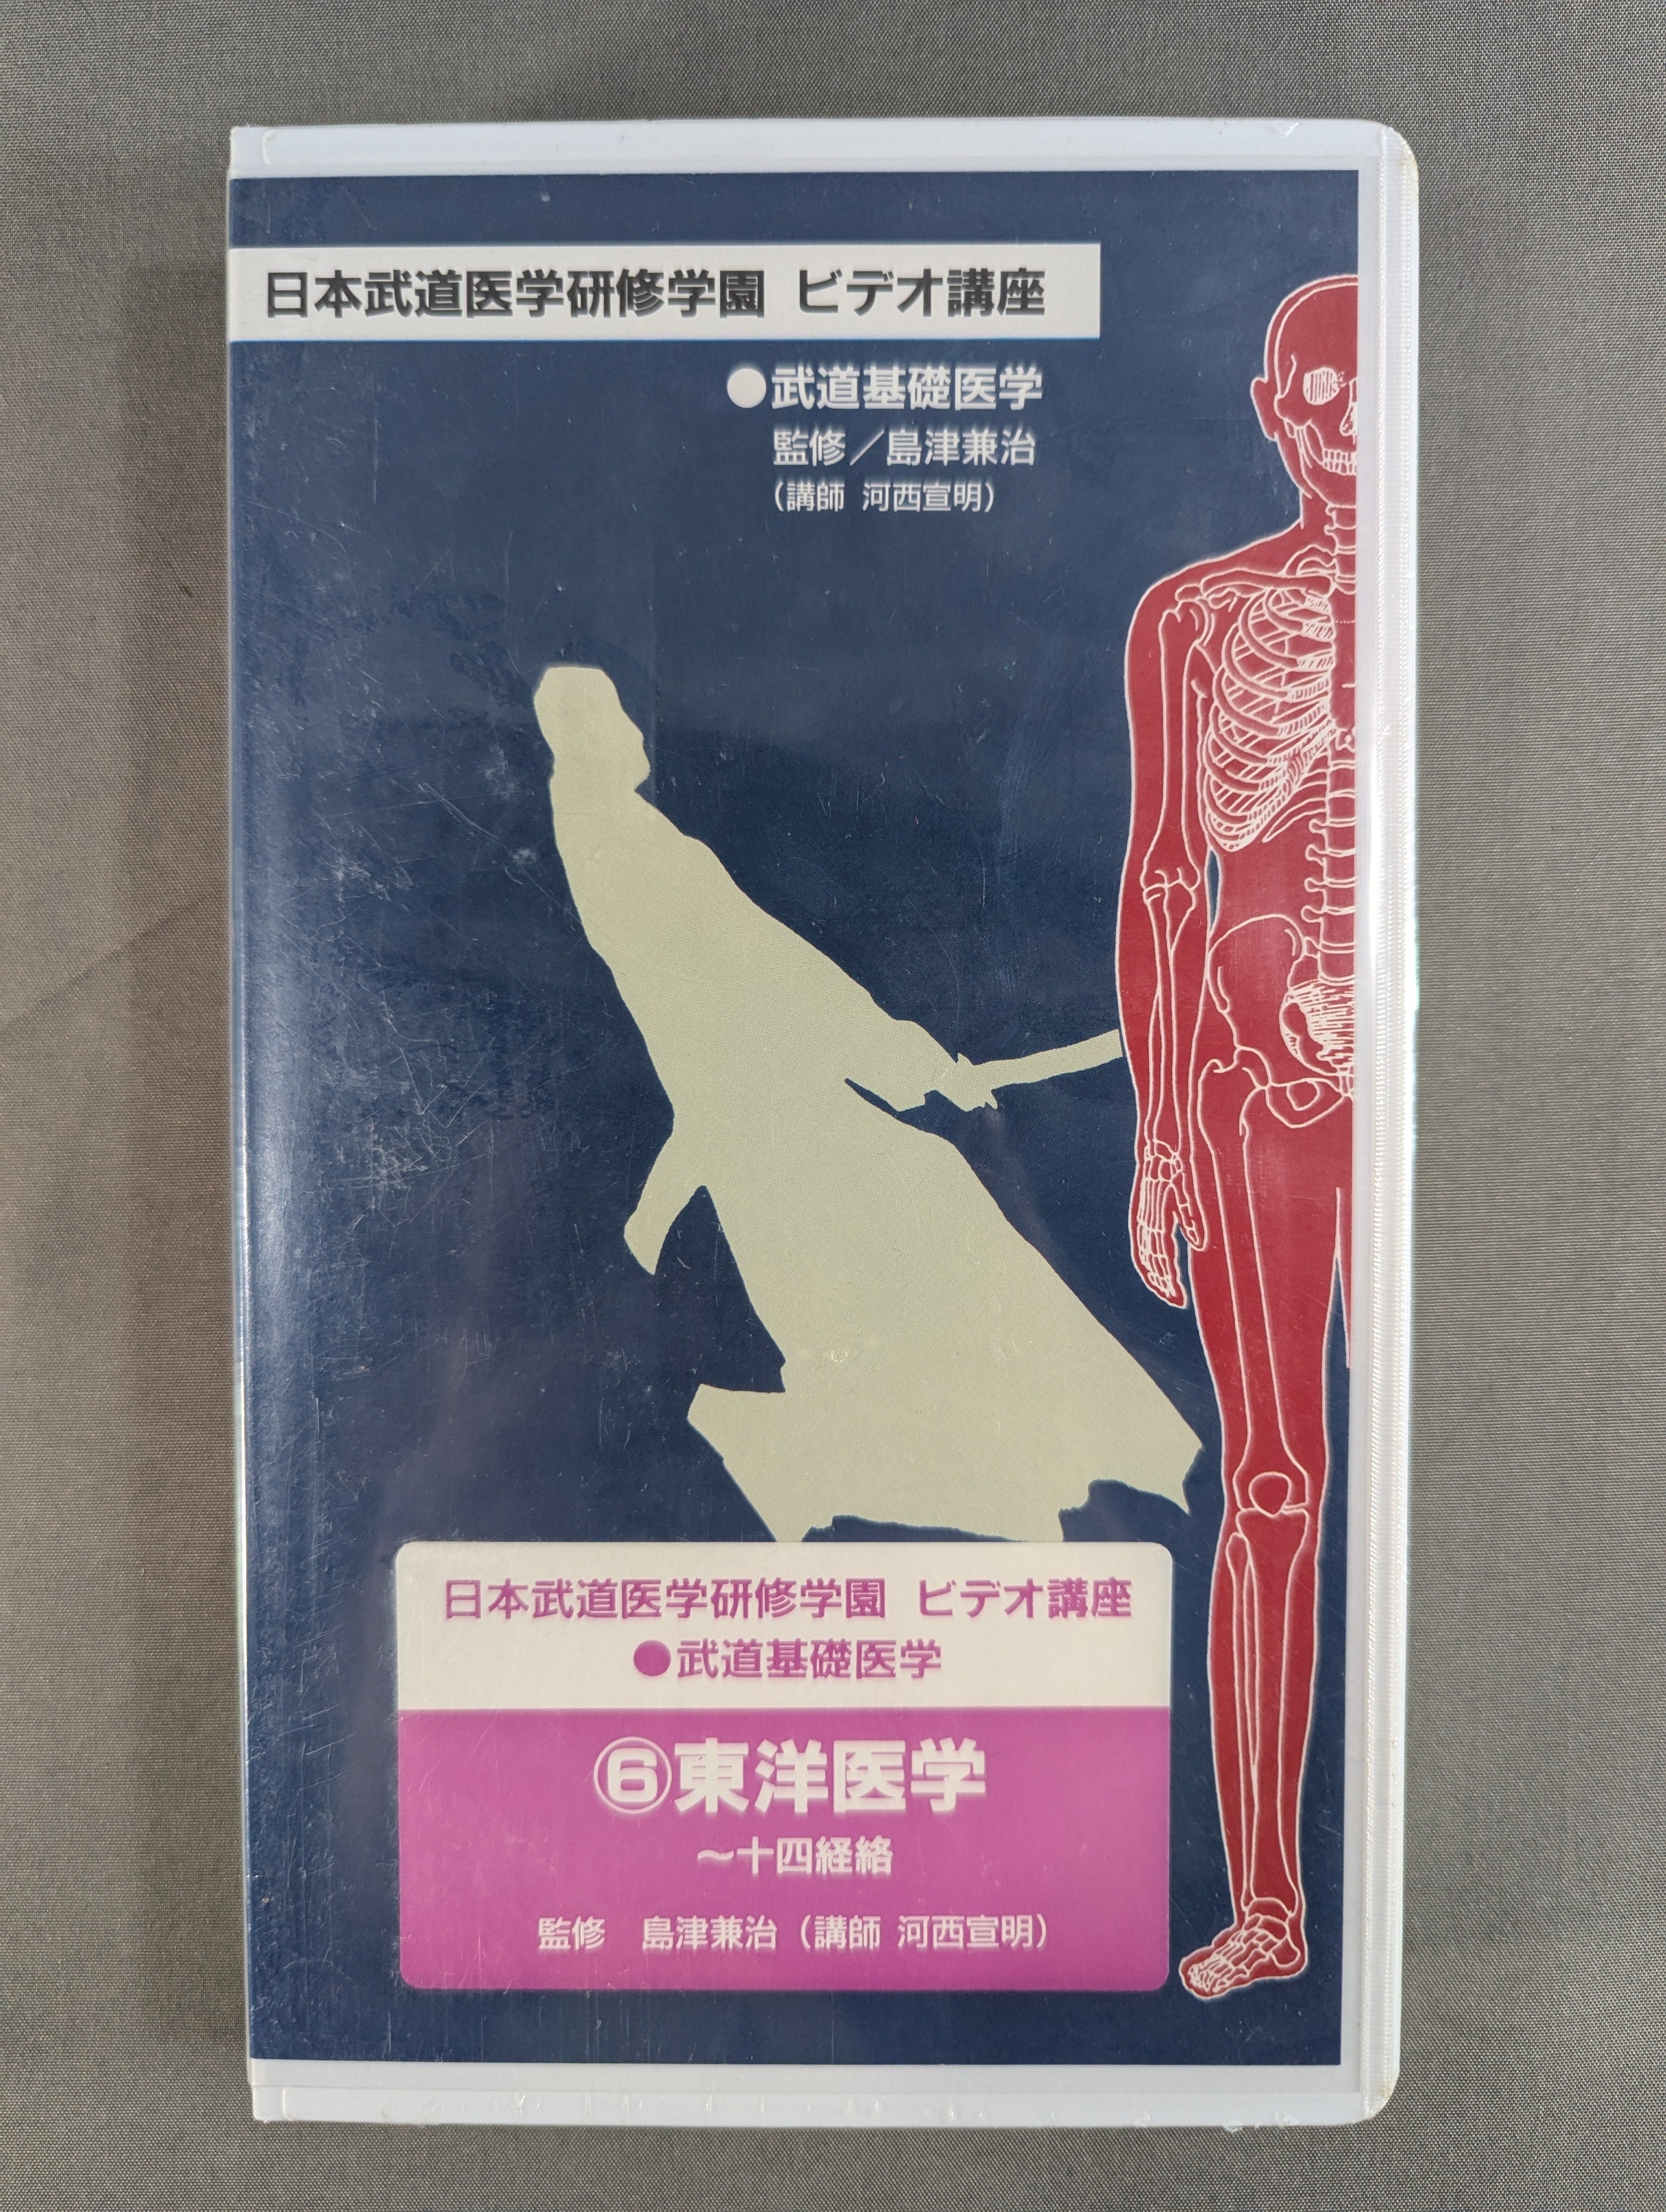 日本武道医学研修学園 ビデオ講座
●武道基礎医学
監修／島津兼治
（講師 河西宣明）
日本武道医学研修学園 ビデオ講座
●武道基礎医学
⑥東洋医学
～十四経絡
監修 島津兼治（講師 河西宣明）